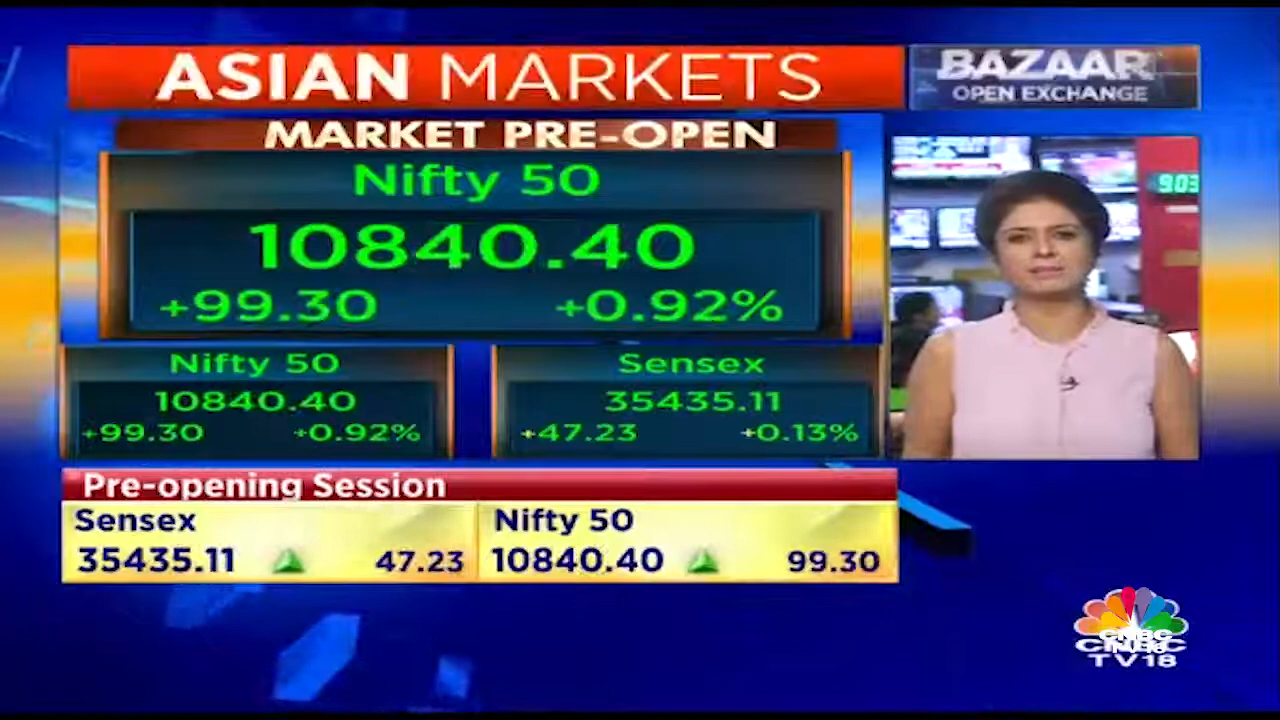 ASIAN MARKETS
BAZAAR
OPEN EXCHANGE
MARKET PRE-OPEN
Nifty 50
10840.40
+99.30 +0.92%
9:03
Nifty 50
10840.40
+99.30 +0.92%
Sensex
35435.11
+47.23 +0.13%
Pre-opening Session
Sensex
35435.11 47.23
Nifty 50
10840.40 99.30
CNBC
TV18